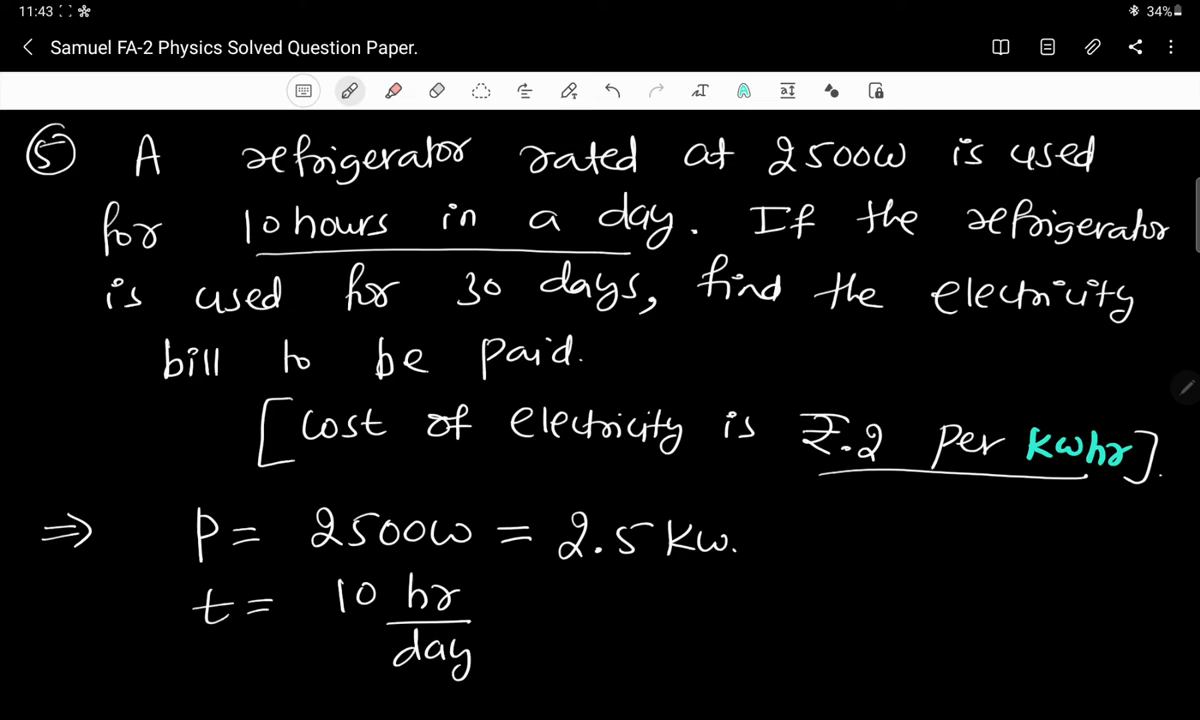 11:43
34%
Samuel FA-2 Physics Solved Question Paper.
5 A refrigerator rated at 2500W is used
for 10 hours in a day. If the refrigerator
is used for 30 days, find the electricity
bill to be paid.
[cost of electricity is ₹.2 per kwhr].
⇒ P = 2500W = 2.5 KW.
t = 10 hr/day